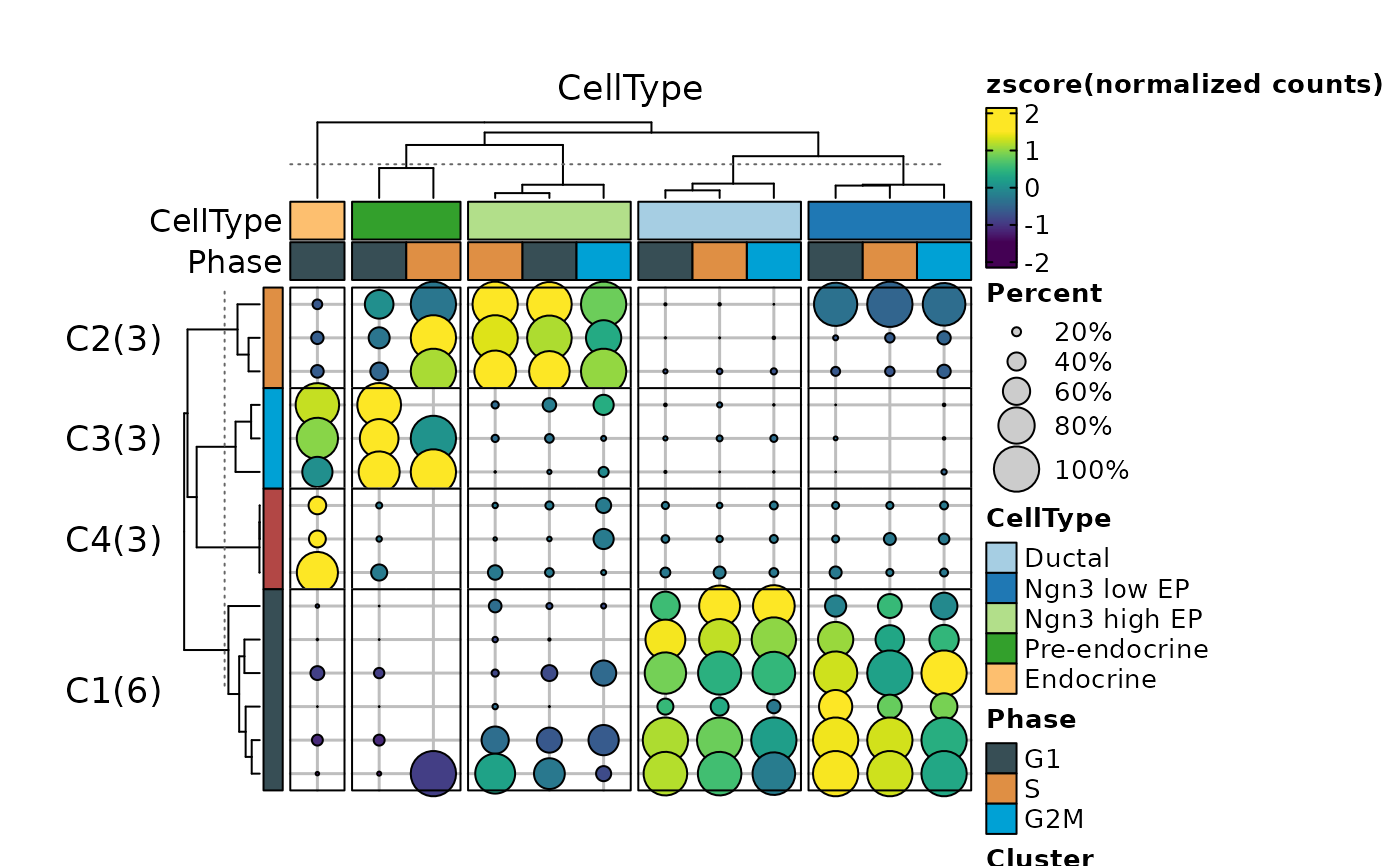 CellType
CellType
Phase
C2(3)
C3(3)
C4(3)
C1(6)
zscore(normalized counts)
2
1
0
-1
-2
Percent
20%
40%
60%
80%
100%
CellType
Ductal
Ngn3 low EP
Ngn3 high EP
Pre-endocrine
Endocrine
Phase
G1
S
G2M
Cluster